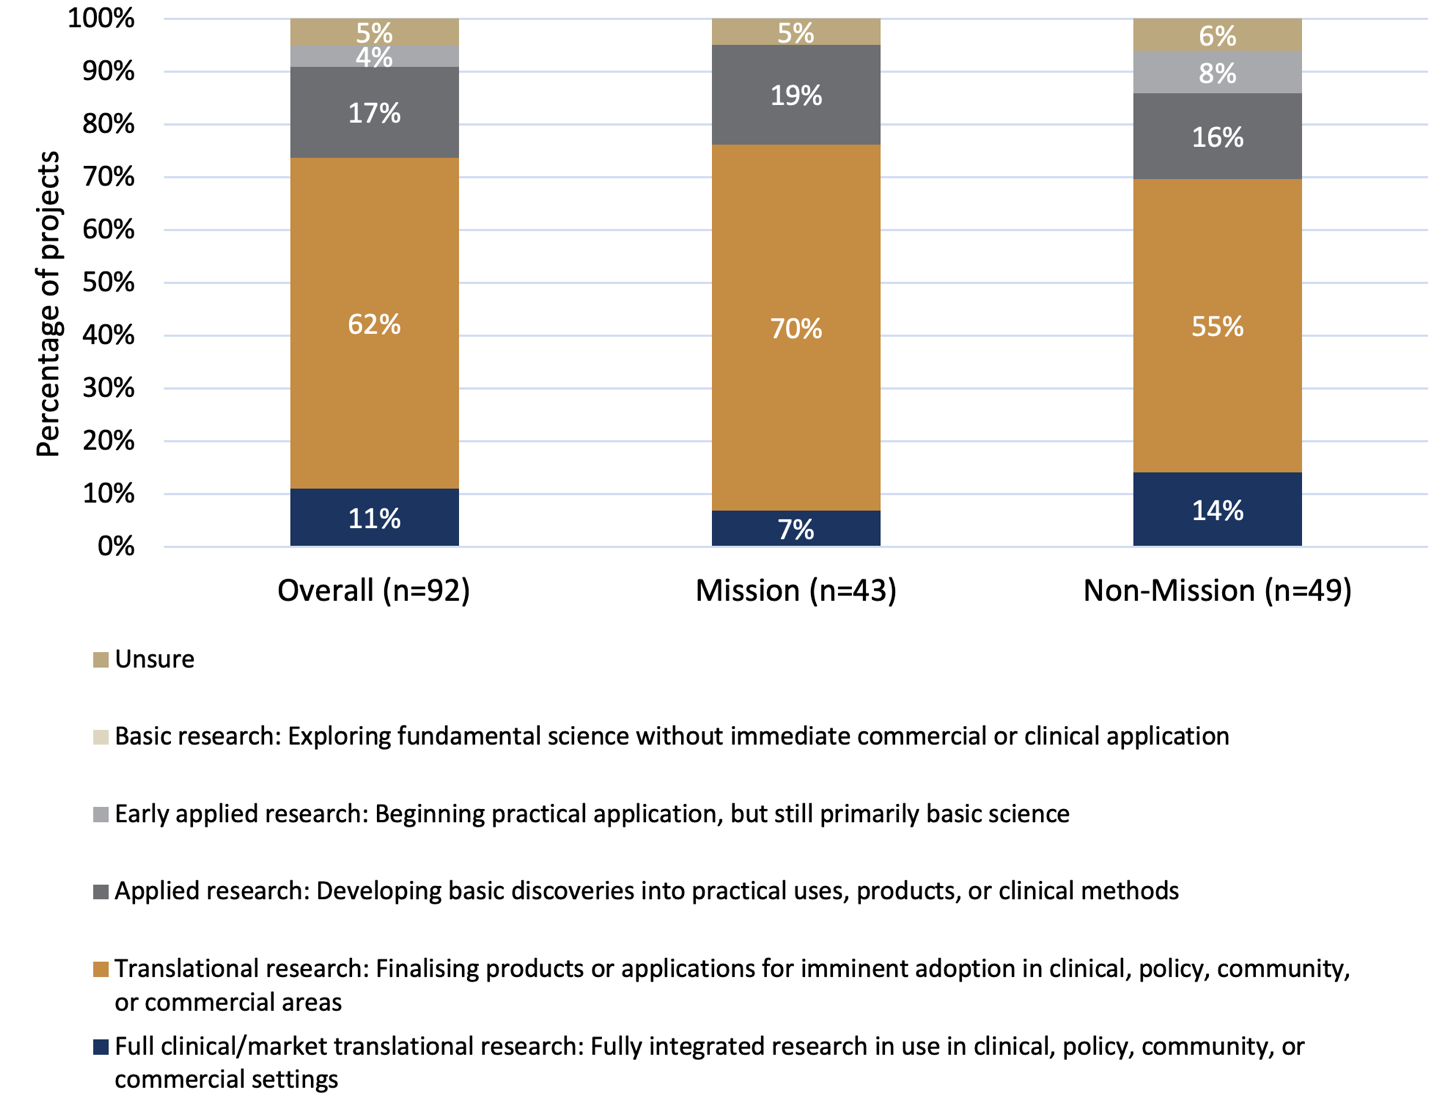 100%
90%
80%
70%
60%
50%
40%
30%
20%
10%
0%
Percentage of projects
5%
4%
17%
62%
11%
5%
19%
70%
7%
6%
8%
16%
55%
14%
Overall (n=92)
Mission (n=43)
Non-Mission (n=49)
Unsure
Basic research: Exploring fundamental science without immediate commercial or clinical application
Early applied research: Beginning practical application, but still primarily basic science
Applied research: Developing basic discoveries into practical uses, products, or clinical methods
Translational research: Finalising products or applications for imminent adoption in clinical, policy, community,
or commercial areas
Full clinical/market translational research: Fully integrated research in use in clinical, policy, community, or
commercial settings